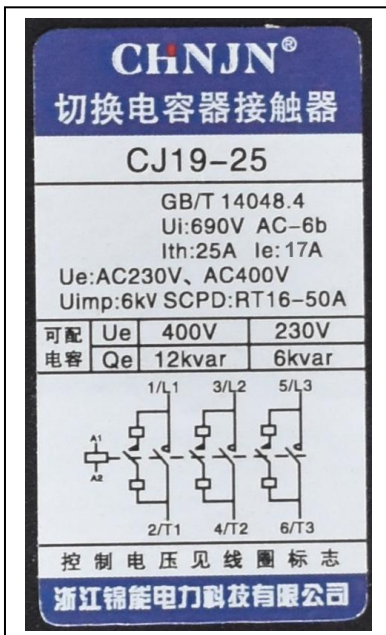 CHNJN®
切换电容器接触器
CJ19-25
GB/T 14048.4
Ui:690V AC-6b
Ith:25A Ie:17A
Ue:AC230V、AC400V
Uimp:6kV SCPD:RT16-50A
可配电容 Ue 400V 230V
Qe 12kvar 6kvar
1/L1 3/L2 5/L3
A1
A2
2/T1 4/T2 6/T3
控制电压见线圈标志
浙江锦能电力科技有限公司